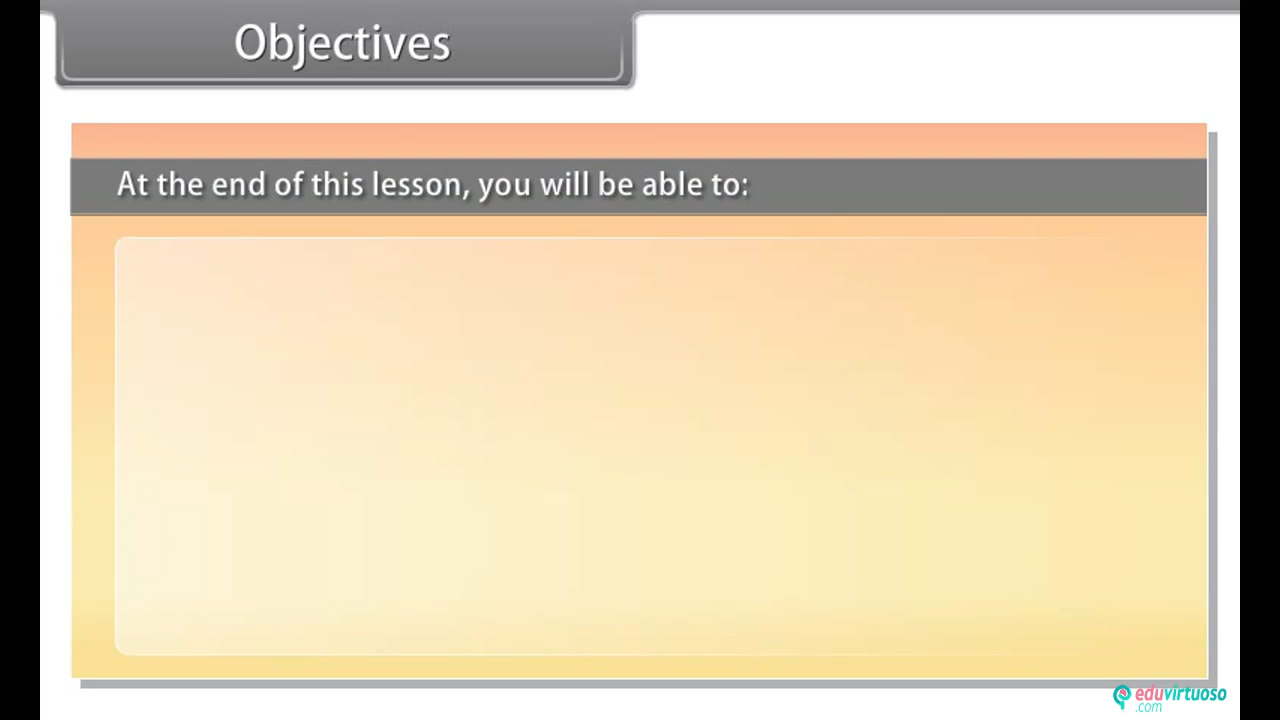 Objectives
At the end of this lesson, you will be able to:
eduvirtuoso
.com